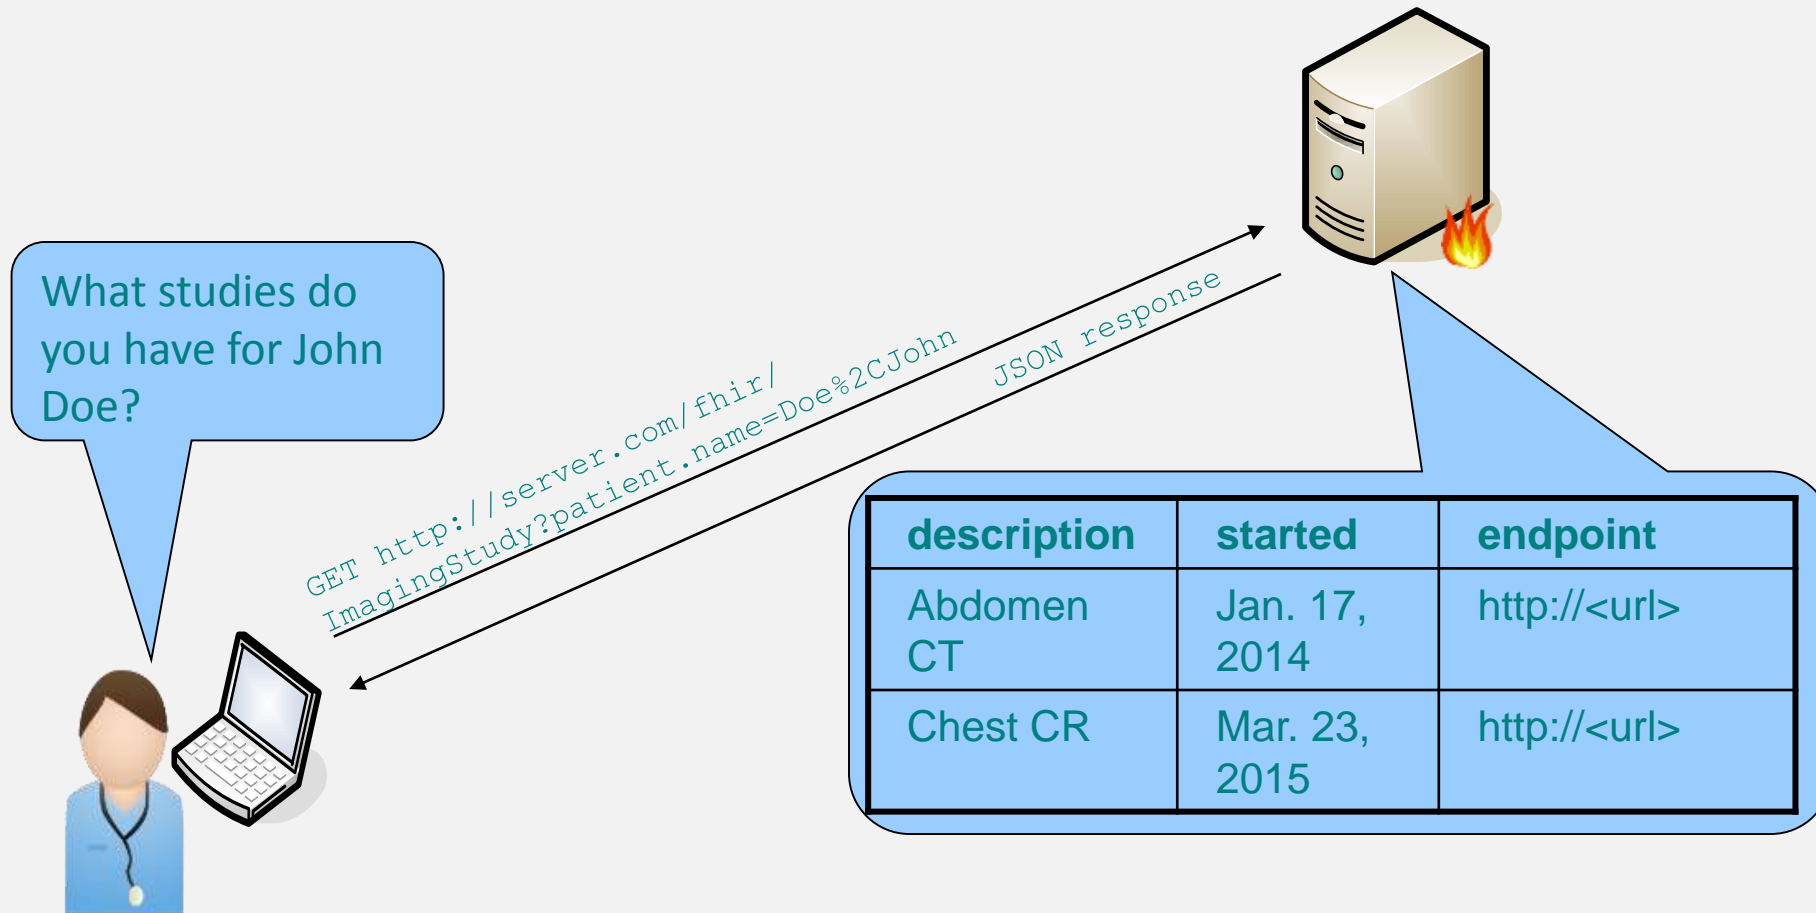 What studies do
you have for John
Doe?
GET http://server.com/fhir/
ImagingStudy?patient.name=Doe%2CJohn
JSON response
description started endpoint
Abdomen Jan. 17, http://<url>
CT 2014
Chest CR Mar. 23, http://<url>
2015